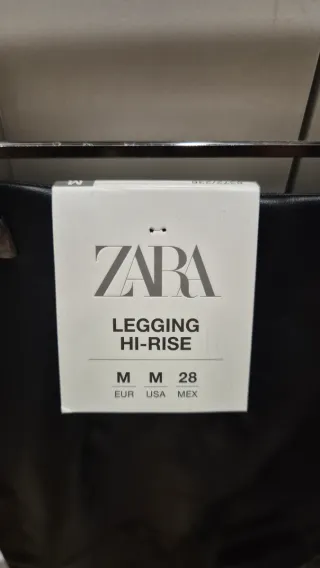 M
ZARA
LEGGING
HI-RISE
M M 28
EUR USA MEX